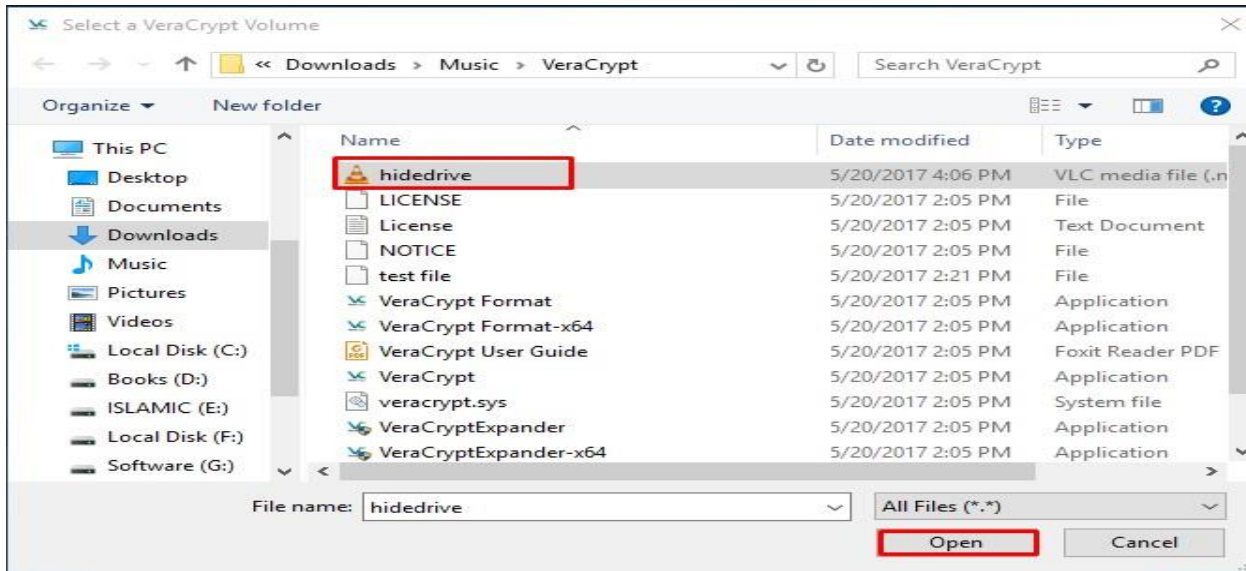 Select a VeraCrypt Volume
« Downloads > Music > VeraCrypt Search VeraCrypt
Organize New folder
This PC
Desktop
Documents
Downloads
Music
Pictures
Videos
Local Disk (C:)
Books (D:)
ISLAMIC (E:)
Local Disk (F:)
Software (G:)
Name Date modified Type
hidedrive 5/20/2017 4:06 PM VLC media file (.n
LICENSE 5/20/2017 2:05 PM File
License 5/20/2017 2:05 PM Text Document
NOTICE 5/20/2017 2:05 PM File
test file 5/20/2017 2:21 PM File
VeraCrypt Format 5/20/2017 2:05 PM Application
VeraCrypt Format-x64 5/20/2017 2:05 PM Application
VeraCrypt User Guide 5/20/2017 2:05 PM Foxit Reader PDF
VeraCrypt 5/20/2017 2:05 PM Application
veracrypt.sys 5/20/2017 2:05 PM System file
VeraCryptExpander 5/20/2017 2:05 PM Application
VeraCryptExpander-x64 5/20/2017 2:05 PM Application
File name: hidedrive All Files (*.*)
Open Cancel